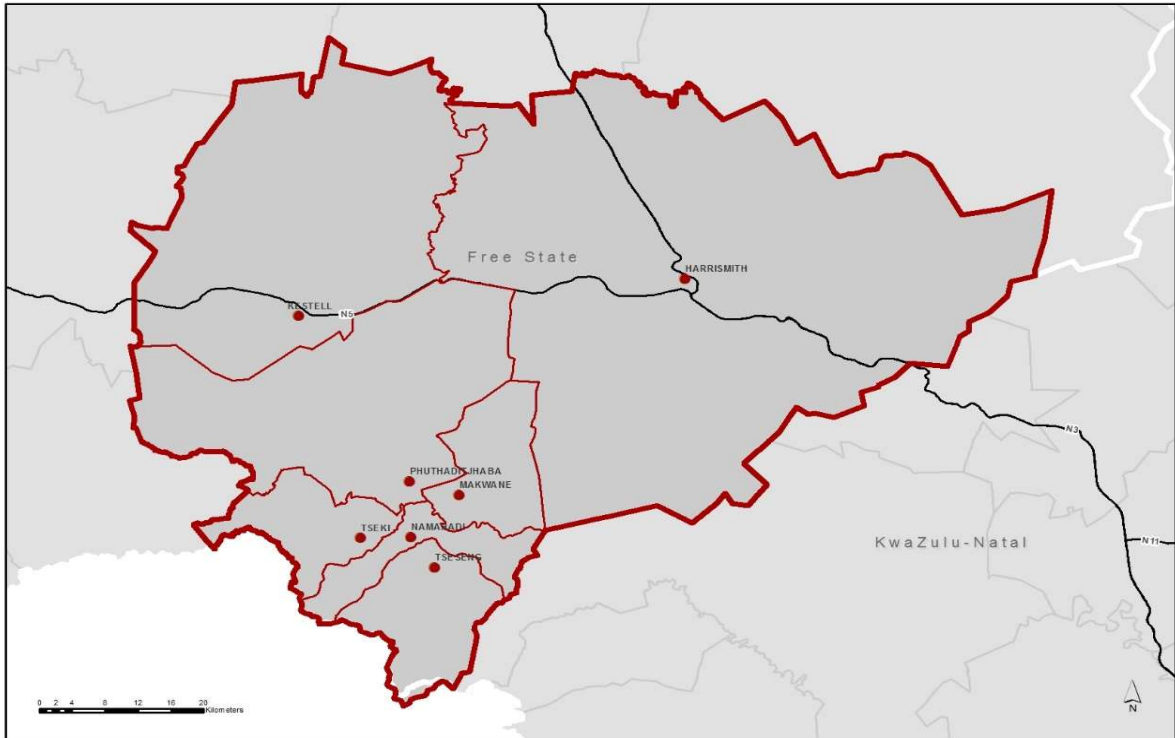 Free State
HARRISMITH
KESTELL
N5
N3
PHUTHADITJHABA
MAKWANE
TSEKI
NAMAHADI
TSESENG
KwaZulu-Natal
N11
0 2 4 8 12 16 20
Kilometers
N